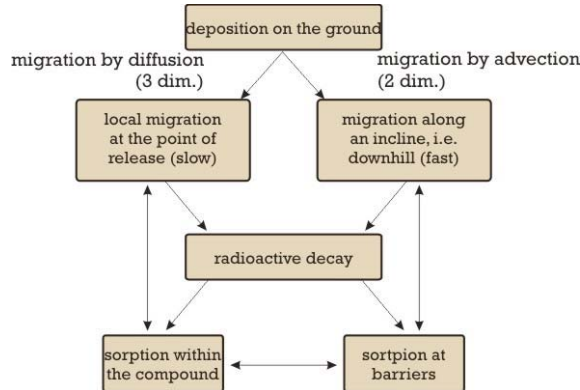 deposition on the ground
migration by diffusion
(3 dim.)
migration by advection
(2 dim.)
local migration
at the point of
release (slow)
migration along
an incline, i.e.
downhill (fast)
radioactive decay
sorption within
the compound
sortpion at
barriers